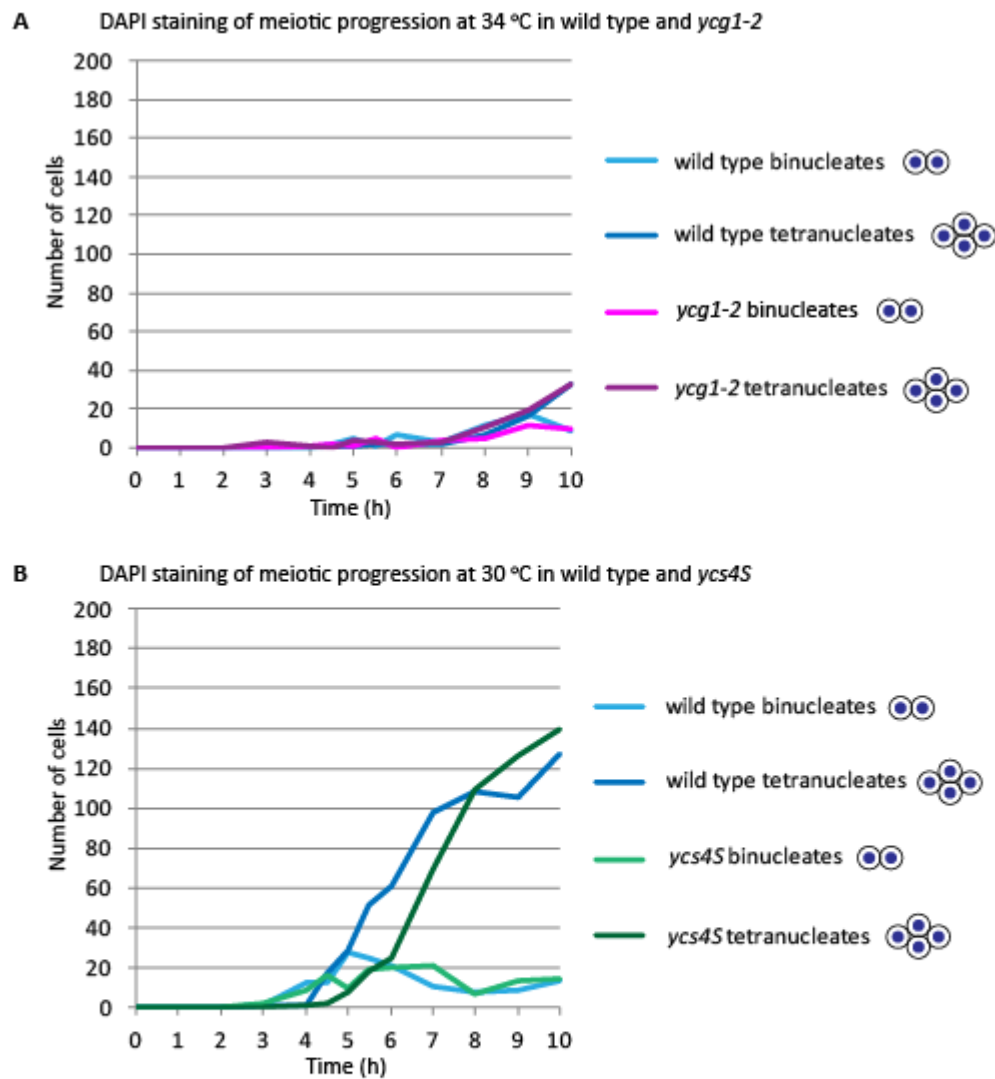 A DAPI staining of meiotic progression at 34 °C in wild type and ycg1-2
200
180
160
140
120
100
80
60
40
20
0
Number of cells
0 1 2 3 4 5 6 7 8 9 10
Time (h)
wild type binucleates
wild type tetranucleates
ycg1-2 binucleates
ycg1-2 tetranucleates
B DAPI staining of meiotic progression at 30 °C in wild type and ycs4S
200
180
160
140
120
100
80
60
40
20
0
Number of cells
0 1 2 3 4 5 6 7 8 9 10
Time (h)
wild type binucleates
wild type tetranucleates
ycs4S binucleates
ycs4S tetranucleates